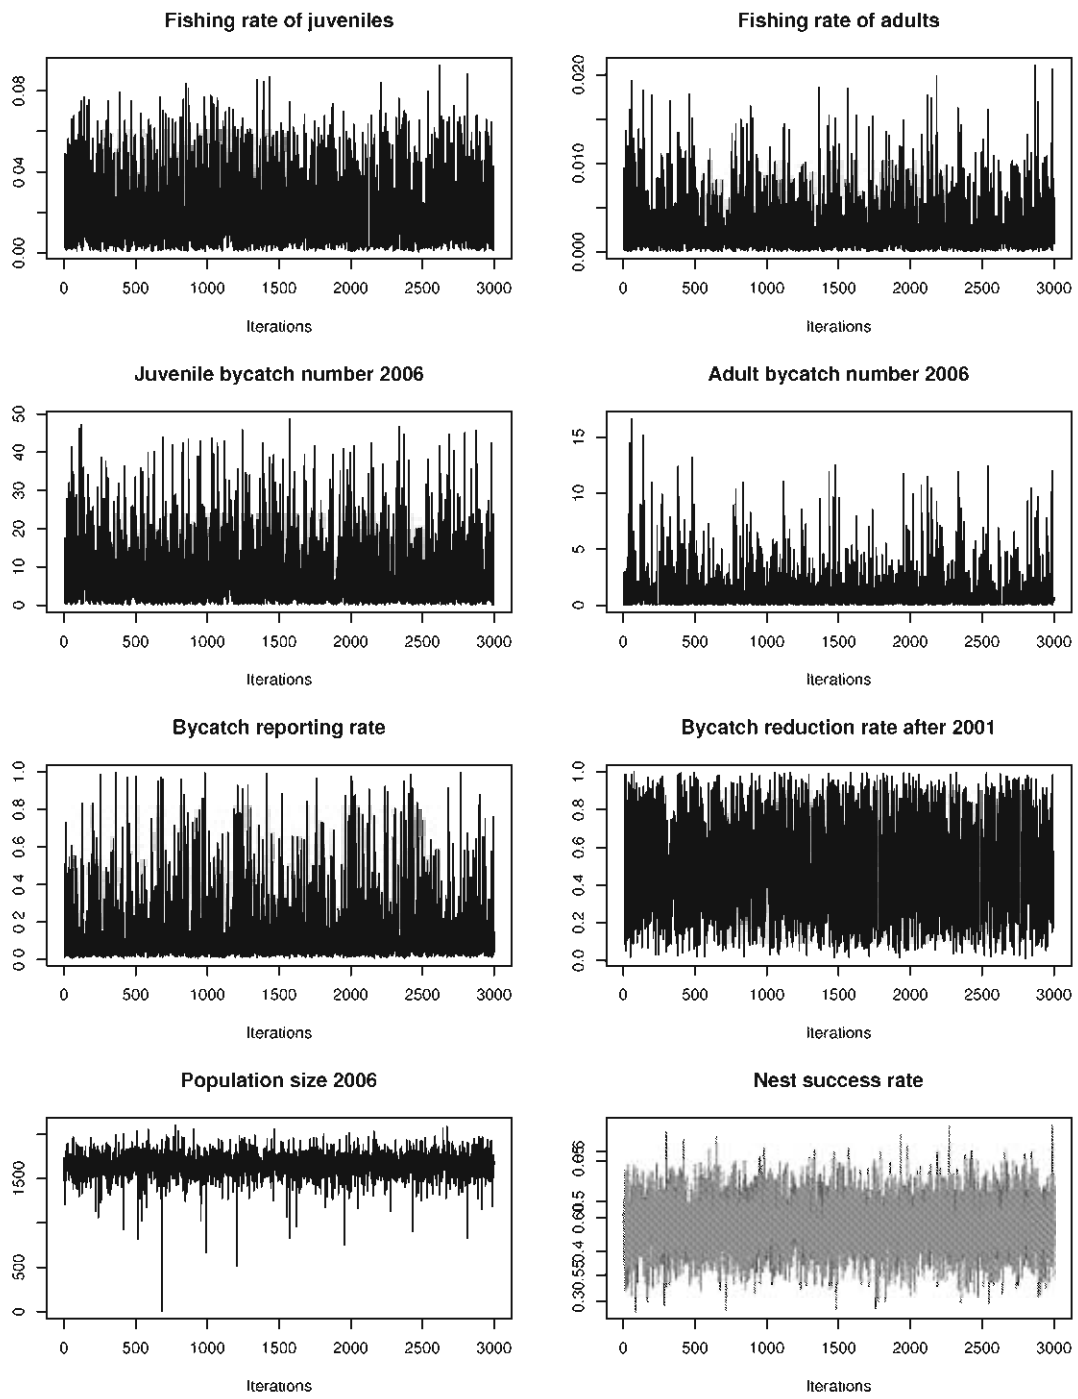 Fishing rate of juveniles
0.00 0.04 0.08
0 500 1000 1500 2000 2500 3000
Iterations
Fishing rate of adults
0.000 0.010 0.020
0 500 1000 1500 2000 2500 3000
Iterations
Juvenile bycatch number 2006
0 10 20 30 40 50
0 500 1000 1500 2000 2500 3000
Iterations
Adult bycatch number 2006
0 5 10 15
0 500 1000 1500 2000 2500 3000
Iterations
Bycatch reporting rate
0.0 0.2 0.4 0.6 0.8 1.0
0 500 1000 1500 2000 2500 3000
Iterations
Bycatch reduction rate after 2001
0.0 0.2 0.4 0.6 0.8 1.0
0 500 1000 1500 2000 2500 3000
Iterations
Population size 2006
0 500 1500
0 500 1000 1500 2000 2500 3000
Iterations
Nest success rate
0 500 1000 1500 2000 2500 3000
Iterations